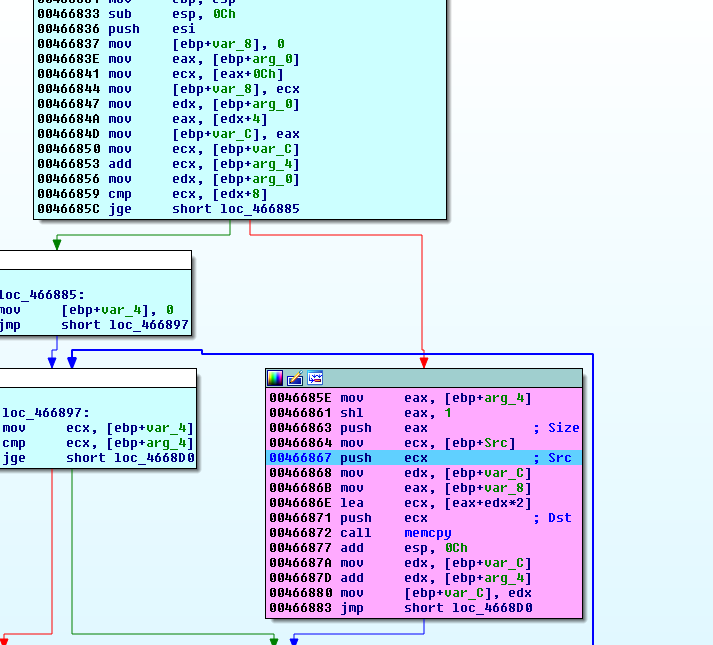 00466833 sub esp, 0Ch
00466836 push esi
00466837 mov [ebp+var_8], 0
0046683E mov eax, [ebp+arg_0]
00466841 mov ecx, [eax+0Ch]
00466844 mov [ebp+var_8], ecx
00466847 mov edx, [ebp+arg_0]
0046684A mov eax, [edx+4]
0046684D mov [ebp+var_C], eax
00466850 mov ecx, [ebp+var_C]
00466853 add ecx, [ebp+arg_4]
00466856 mov edx, [ebp+arg_0]
00466859 cmp ecx, [edx+8]
0046685C jge short loc_466885
loc_466885:
mov [ebp+var_4], 0
jmp short loc_466897
loc_466897:
mov ecx, [ebp+var_4]
cmp ecx, [ebp+arg_4]
jge short loc_4668D0
0046685E mov eax, [ebp+arg_4]
00466861 shl eax, 1
00466863 push eax ; Size
00466864 mov ecx, [ebp+Src]
00466867 push ecx ; Src
00466868 mov edx, [ebp+var_C]
0046686B mov eax, [ebp+var_8]
0046686E lea ecx, [eax+edx*2]
00466871 push ecx ; Dst
00466872 call memcpy
00466877 add esp, 0Ch
0046687A mov edx, [ebp+var_C]
0046687D add edx, [ebp+arg_4]
00466880 mov [ebp+var_C], edx
00466883 jmp short loc_4668D0